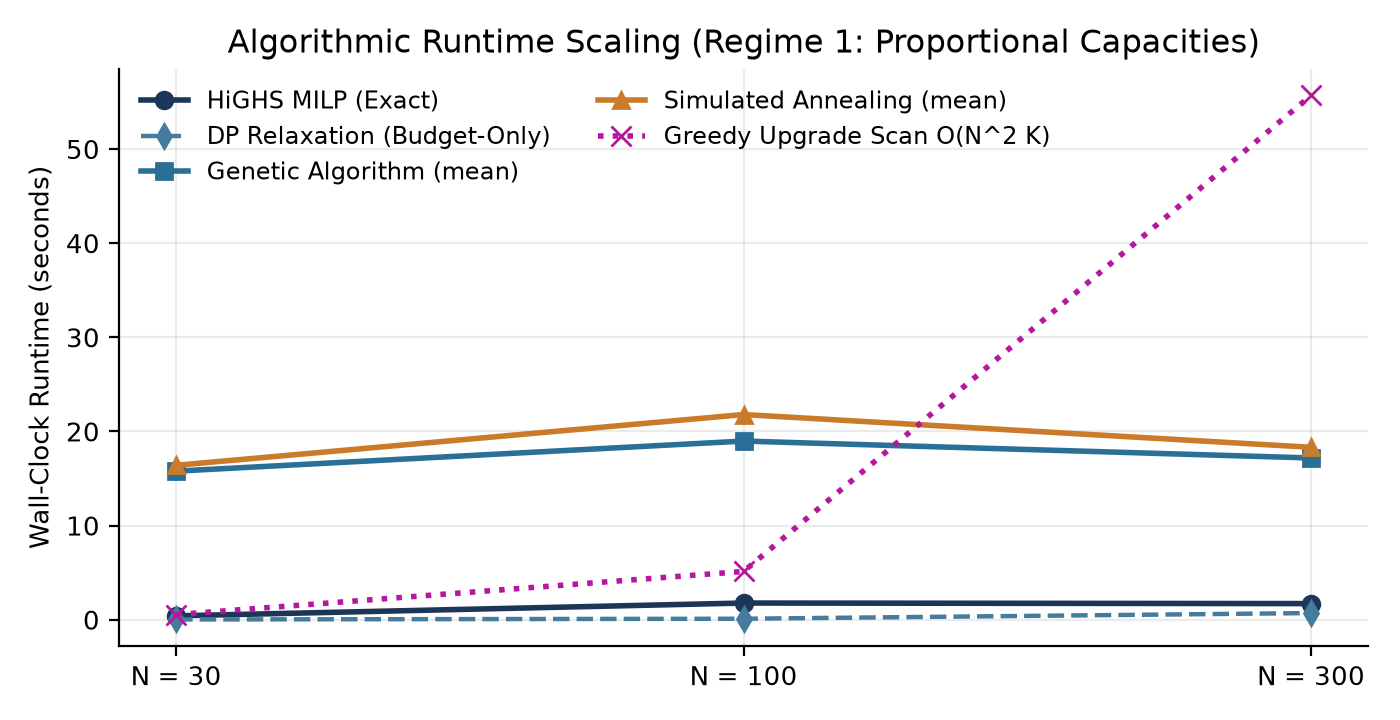 Algorithmic Runtime Scaling (Regime 1: Proportional Capacities)
HiGHS MILP (Exact)
DP Relaxation (Budget-Only)
Genetic Algorithm (mean)
Simulated Annealing (mean)
Greedy Upgrade Scan O(N^2 K)
Wall-Clock Runtime (seconds)
50
40
30
20
10
0
N = 30
N = 100
N = 300